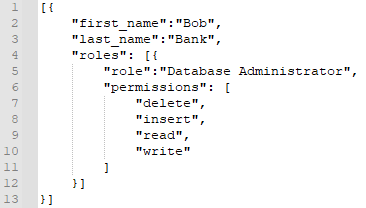 1 [{
2     "first_name":"Bob",
3     "last_name":"Bank",
4     "roles": [{
5         "role":"Database Administrator",
6         "permissions": [
7             "delete",
8             "insert",
9             "read",
10             "write"
11         ]
12     }]
13 }]